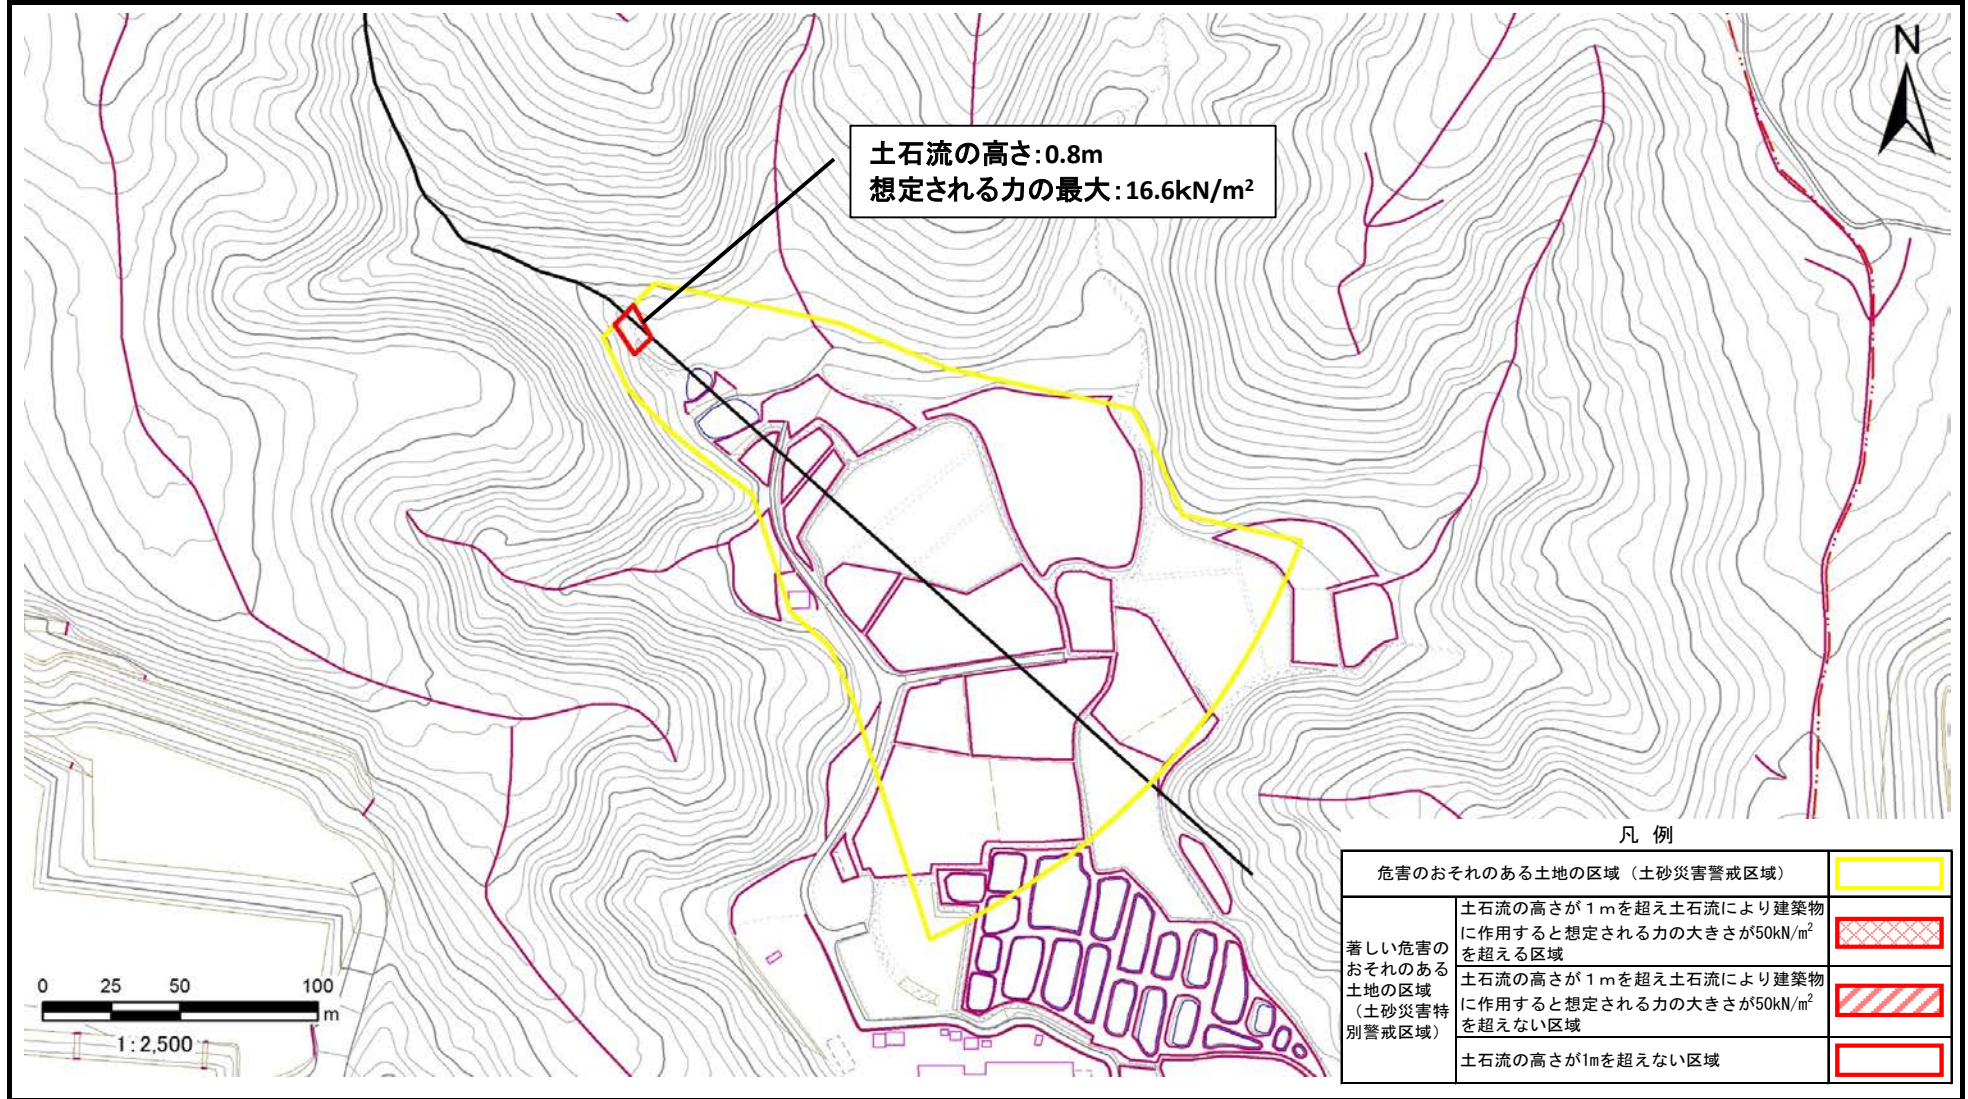 N
土石流の高さ:0.8m
想定される力の最大:16.6kN/m²
凡 例
危害のおそれのある土地の区域（土砂災害警戒区域）
著しい危害の
おそれのある
土地の区域
（土砂災害特
別警戒区域）
土石流の高さが１ｍを超え土石流により建築物
に作用すると想定される力の大きさが50kN/㎡
を超える区域
土石流の高さが１ｍを超え土石流により建築物
に作用すると想定される力の大きさが50kN/㎡
を超えない区域
土石流の高さが1mを超えない区域
0 25 50 100
m
1:2,500